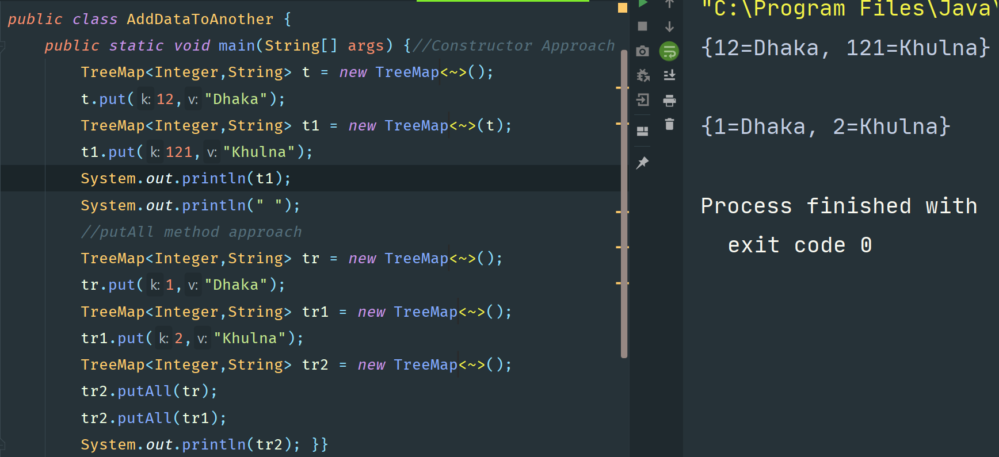 public class AddDataToAnother {
public static void main(String[] args) {//Constructor Approach
TreeMap<Integer,String> t = new TreeMap<~>();
t.put( k: 12, v: "Dhaka");
TreeMap<Integer,String> t1 = new TreeMap<~>(t);
t1.put( k: 121, v: "Khulna");
System.out.println(t1);
System.out.println(" ");
//putAll method approach
TreeMap<Integer,String> tr = new TreeMap<~>();
tr.put( k: 1, v: "Dhaka");
TreeMap<Integer,String> tr1 = new TreeMap<~>();
tr1.put( k: 2, v: "Khulna");
TreeMap<Integer,String> tr2 = new TreeMap<~>();
tr2.putAll(tr);
tr2.putAll(tr1);
System.out.println(tr2); }}
"C:\Program Files\Java\
{12=Dhaka, 121=Khulna}
{1=Dhaka, 2=Khulna}
Process finished with
exit code 0